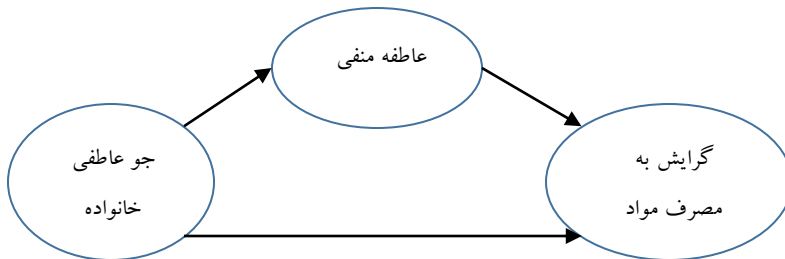 عاطفه منفی
گرایش به
مصرف مواد
جو عاطفی
خانواده